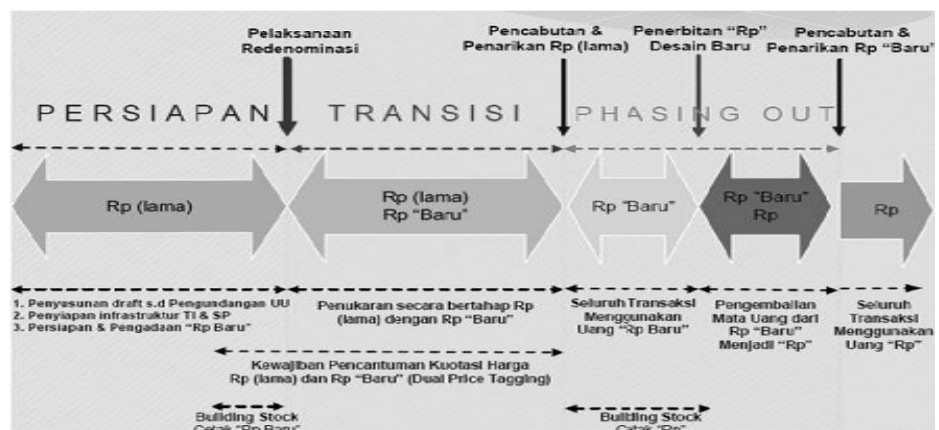 Pelaksanaan
Redenominasi
Pencabutan &
Penarikan Rp (lama)
Penerbitan “Rp”
Desain Baru
Pencabutan &
Penarikan Rp “Baru”
PERSIAPAN
TRANSISI
PHASING OUT
Rp (lama)
Rp (lama)
Rp “Baru”
Rp “Baru”
Rp “Baru”
Rp
Rp
1. Penyusunan draft s.d Pengundangan UU
2. Penyiapan infrastruktur TI & SP
3. Persiapan & Pengadaan “Rp Baru”
Penukaran secara bertahap Rp
(lama) dengan Rp “Baru”
Seluruh Transaksi
Menggunakan
Uang “Rp Baru”
Pengembalian
Mata Uang dari
Rp “Baru”
Menjadi “Rp”
Seluruh
Transaksi
Menggunakan
Uang “Rp”
Kewajiban Pencantuman Kuotasi Harga
Rp (lama) dan Rp “Baru” (Dual Price Tagging)
Building Stock
Cetak “Rp Baru”
Building Stock
Cetak “Rp”